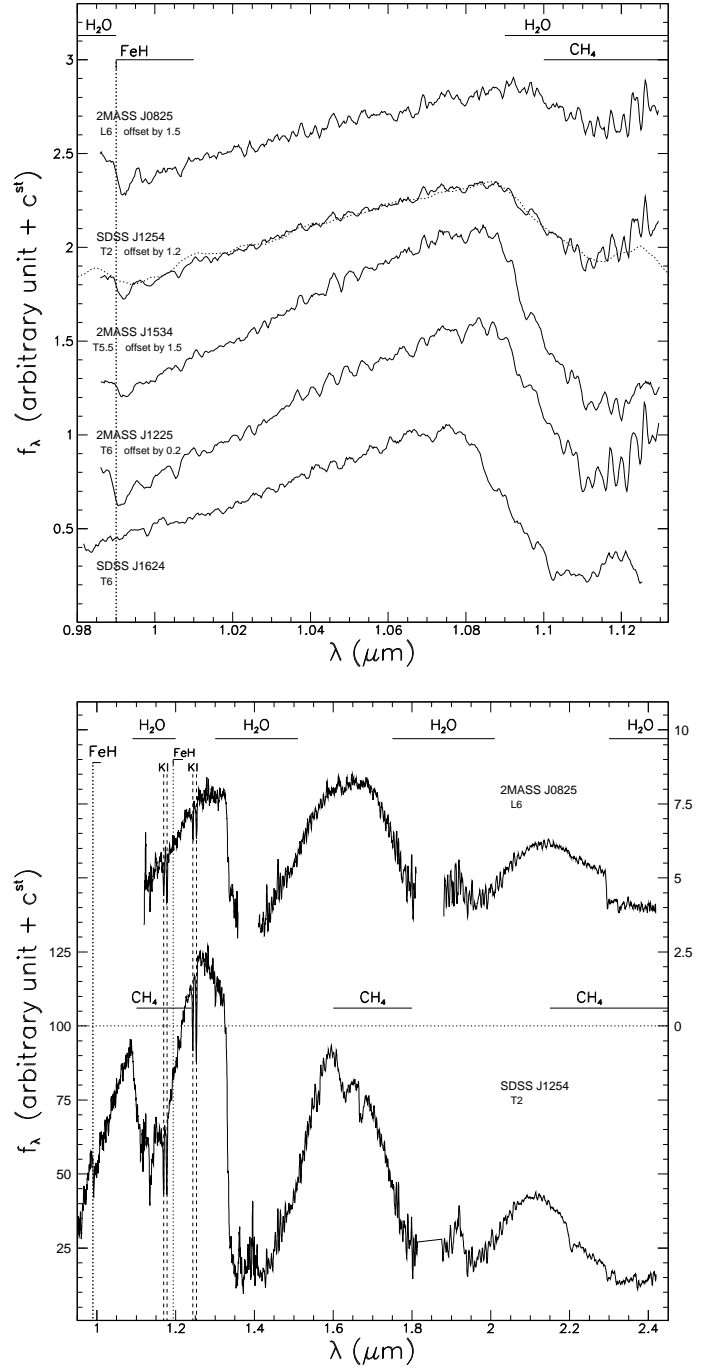 H₂O H₂O
FeH CH₄
3
2MASS J0825
L6 offset by 1.5
2.5
SDSS J1254
T2 offset by 1.2
2
2MASS J1534
T5.5 offset by 1.5
1.5
2MASS J1225
T6 offset by 0.2
1
0.5
SDSS J1624
T6
fλ (arbitrary unit + cˢᵗ)
0.98 1 1.02 1.04 1.06 1.08 1.1 1.12
λ (μm)
H₂O H₂O H₂O H₂O
FeH KI FeH KI
10
2MASS J0825
L6
7.5
5
125 2.5
CH₄ CH₄ CH₄
100 0
SDSS J1254
T2
75
50
25
fλ (arbitrary unit + cˢᵗ)
1 1.2 1.4 1.6 1.8 2 2.2 2.4
λ (μm)